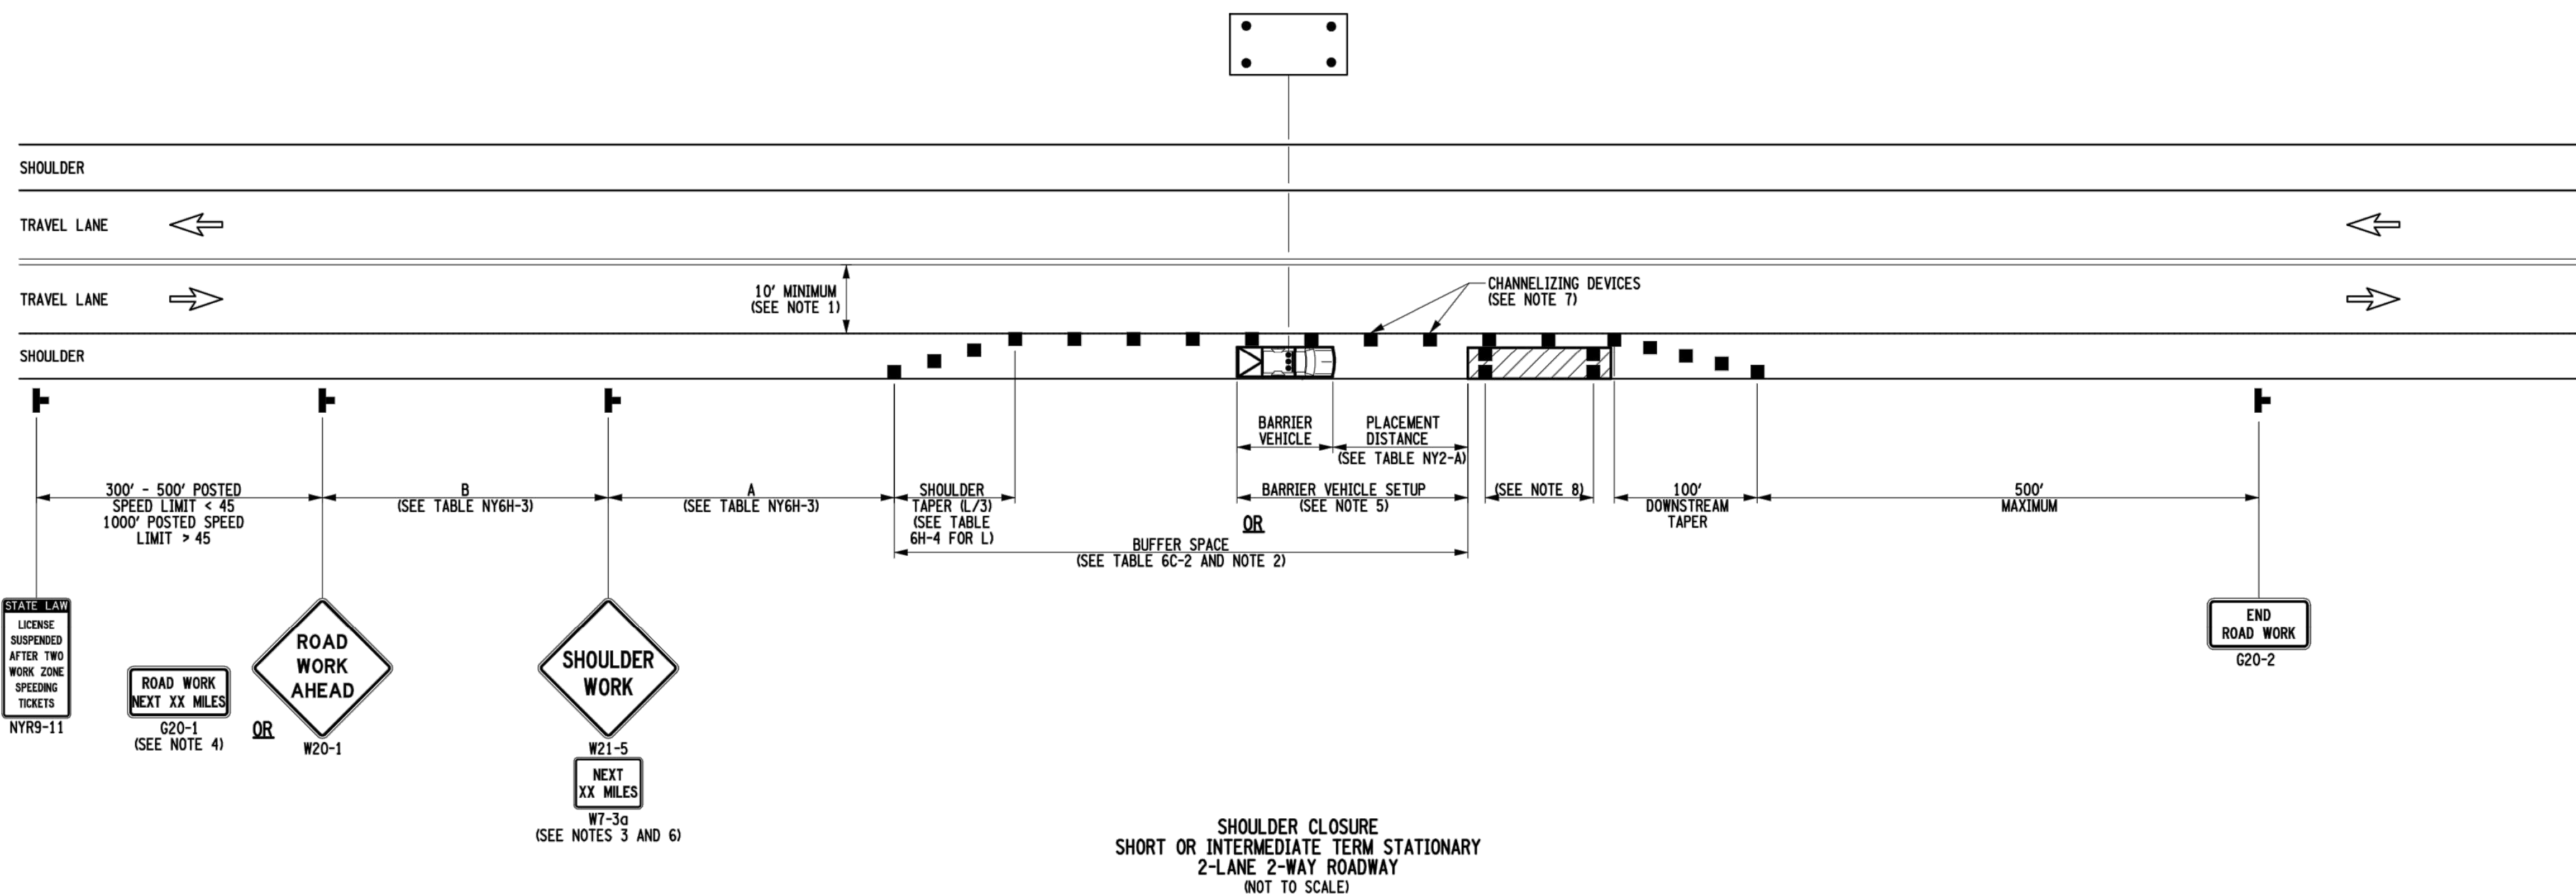 SHOULDER
TRAVEL LANE
TRAVEL LANE
SHOULDER
10' MINIMUM
(SEE NOTE 1)
CHANNELIZING DEVICES
(SEE NOTE 7)
BARRIER
VEHICLE
PLACEMENT
DISTANCE
(SEE TABLE NY2-A)
300' - 500' POSTED
SPEED LIMIT < 45
1000' POSTED SPEED
LIMIT > 45
B
(SEE TABLE NY6H-3)
A
(SEE TABLE NY6H-3)
SHOULDER
TAPER (L/3)
(SEE TABLE
6H-4 FOR L)
BARRIER VEHICLE SETUP
(SEE NOTE 5)
OR
BUFFER SPACE
(SEE TABLE 6C-2 AND NOTE 2)
(SEE NOTE 8)
100'
DOWNSTREAM
TAPER
500'
MAXIMUM
STATE LAW
LICENSE
SUSPENDED
AFTER TWO
WORK ZONE
SPEEDING
TICKETS
NYR9-11
ROAD WORK
NEXT XX MILES
G20-1
(SEE NOTE 4)
OR
ROAD
WORK
AHEAD
W20-1
SHOULDER
WORK
W21-5
NEXT
XX MILES
W7-3a
(SEE NOTES 3 AND 6)
END
ROAD WORK
G20-2
SHOULDER CLOSURE
SHORT OR INTERMEDIATE TERM STATIONARY
2-LANE 2-WAY ROADWAY
(NOT TO SCALE)